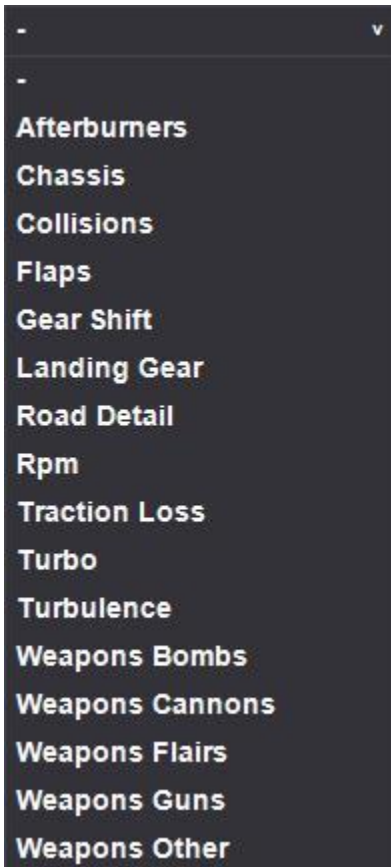 - v
-
Afterburners
Chassis
Collisions
Flaps
Gear Shift
Landing Gear
Road Detail
Rpm
Traction Loss
Turbo
Turbulence
Weapons Bombs
Weapons Cannons
Weapons Flairs
Weapons Guns
Weapons Other